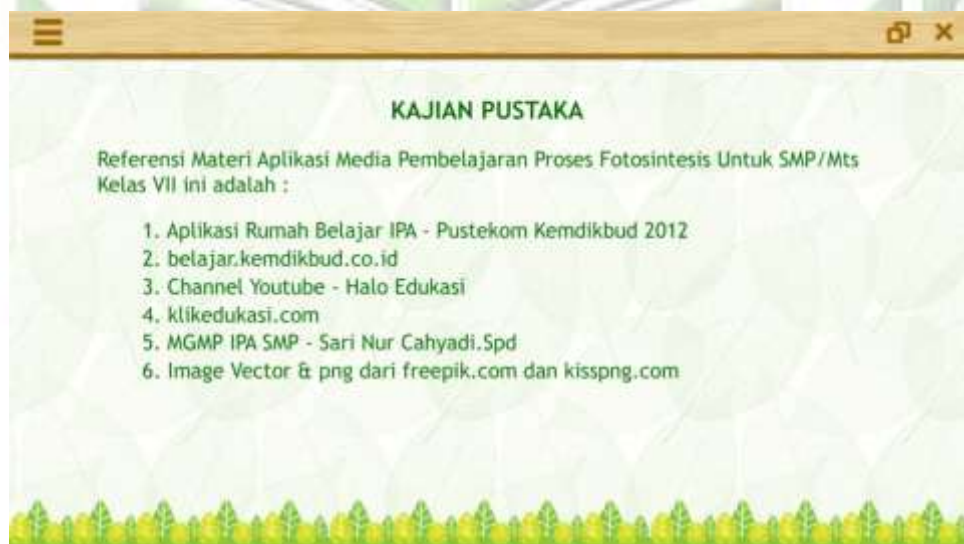 KAJIAN PUSTAKA
Referensi Materi Aplikasi Media Pembelajaran Proses Fotosintesis Untuk SMP/Mts
Kelas VII ini adalah :
1. Aplikasi Rumah Belajar IPA - Pustekom Kemdikbud 2012
2. belajar.kemdikbud.co.id
3. Channel Youtube - Halo Edukasi
4. klikedukasi.com
5. MGMP IPA SMP - Sari Nur Cahyadi.Spd
6. Image Vector & png dari freepik.com dan kisspng.com